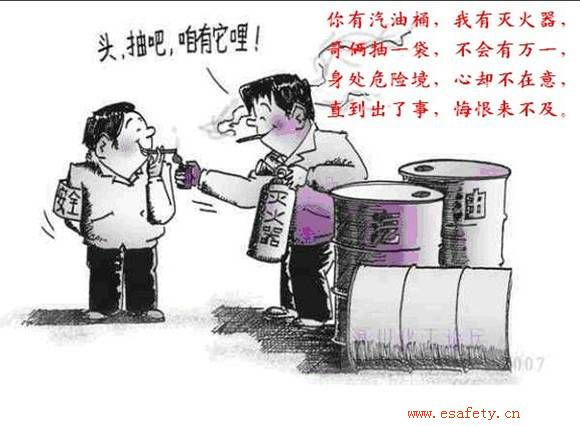 你有汽油桶，我有灭火器，
哥俩抽一袋，不会有万一，
身处危险境，心却不在意，
直到出了事，悔恨来不及。
头，抽吧，咱有它哩！
安全
灭火器
汽
油
2007
www.esafety.cn